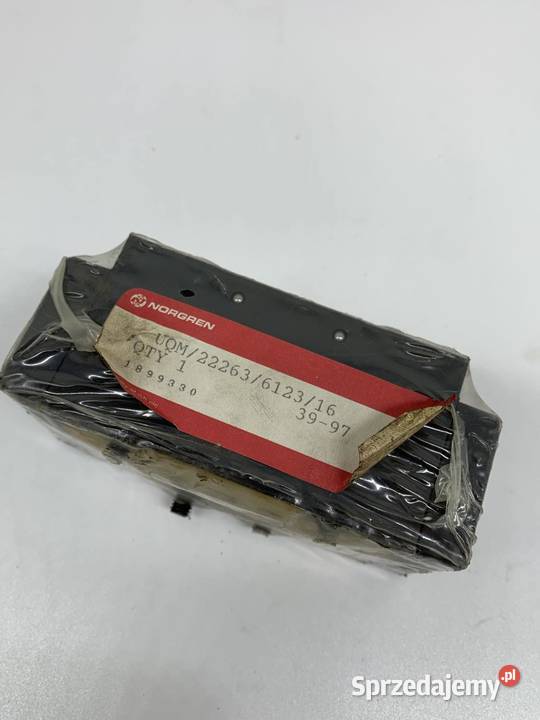 NORGREN
UQM/22263/6123/16
QTY 1
39-97
1899330
Sprzedajemy.pl